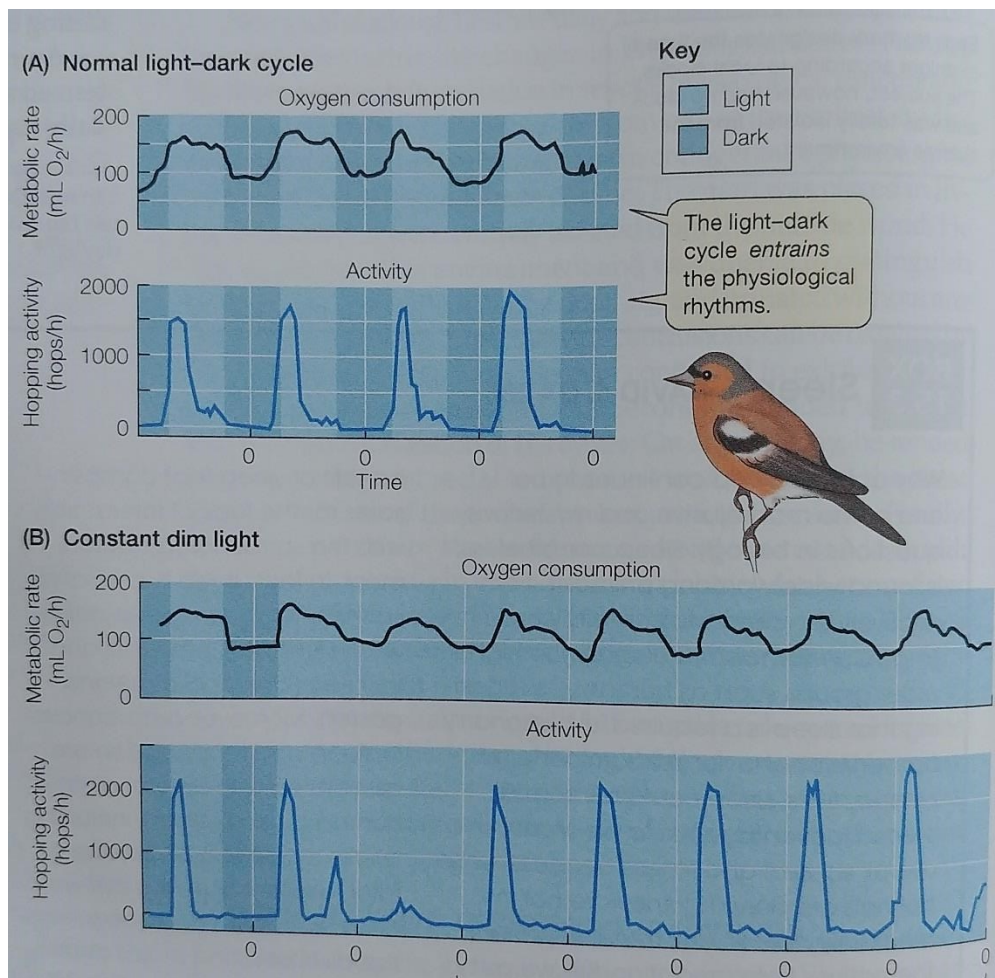 (A) Normal light–dark cycle
Key
Light
Dark
Oxygen consumption
Metabolic rate
(mL O₂/h)
200
100
0
The light–dark
cycle entrains
the physiological
rhythms.
Activity
Hopping activity
(hops/h)
2000
1000
0
0 0 0 0
Time
(B) Constant dim light
Oxygen consumption
Metabolic rate
(mL O₂/h)
200
100
0
Activity
Hopping activity
(hops/h)
2000
1000
0
0 0 0 0 0 0 0 0